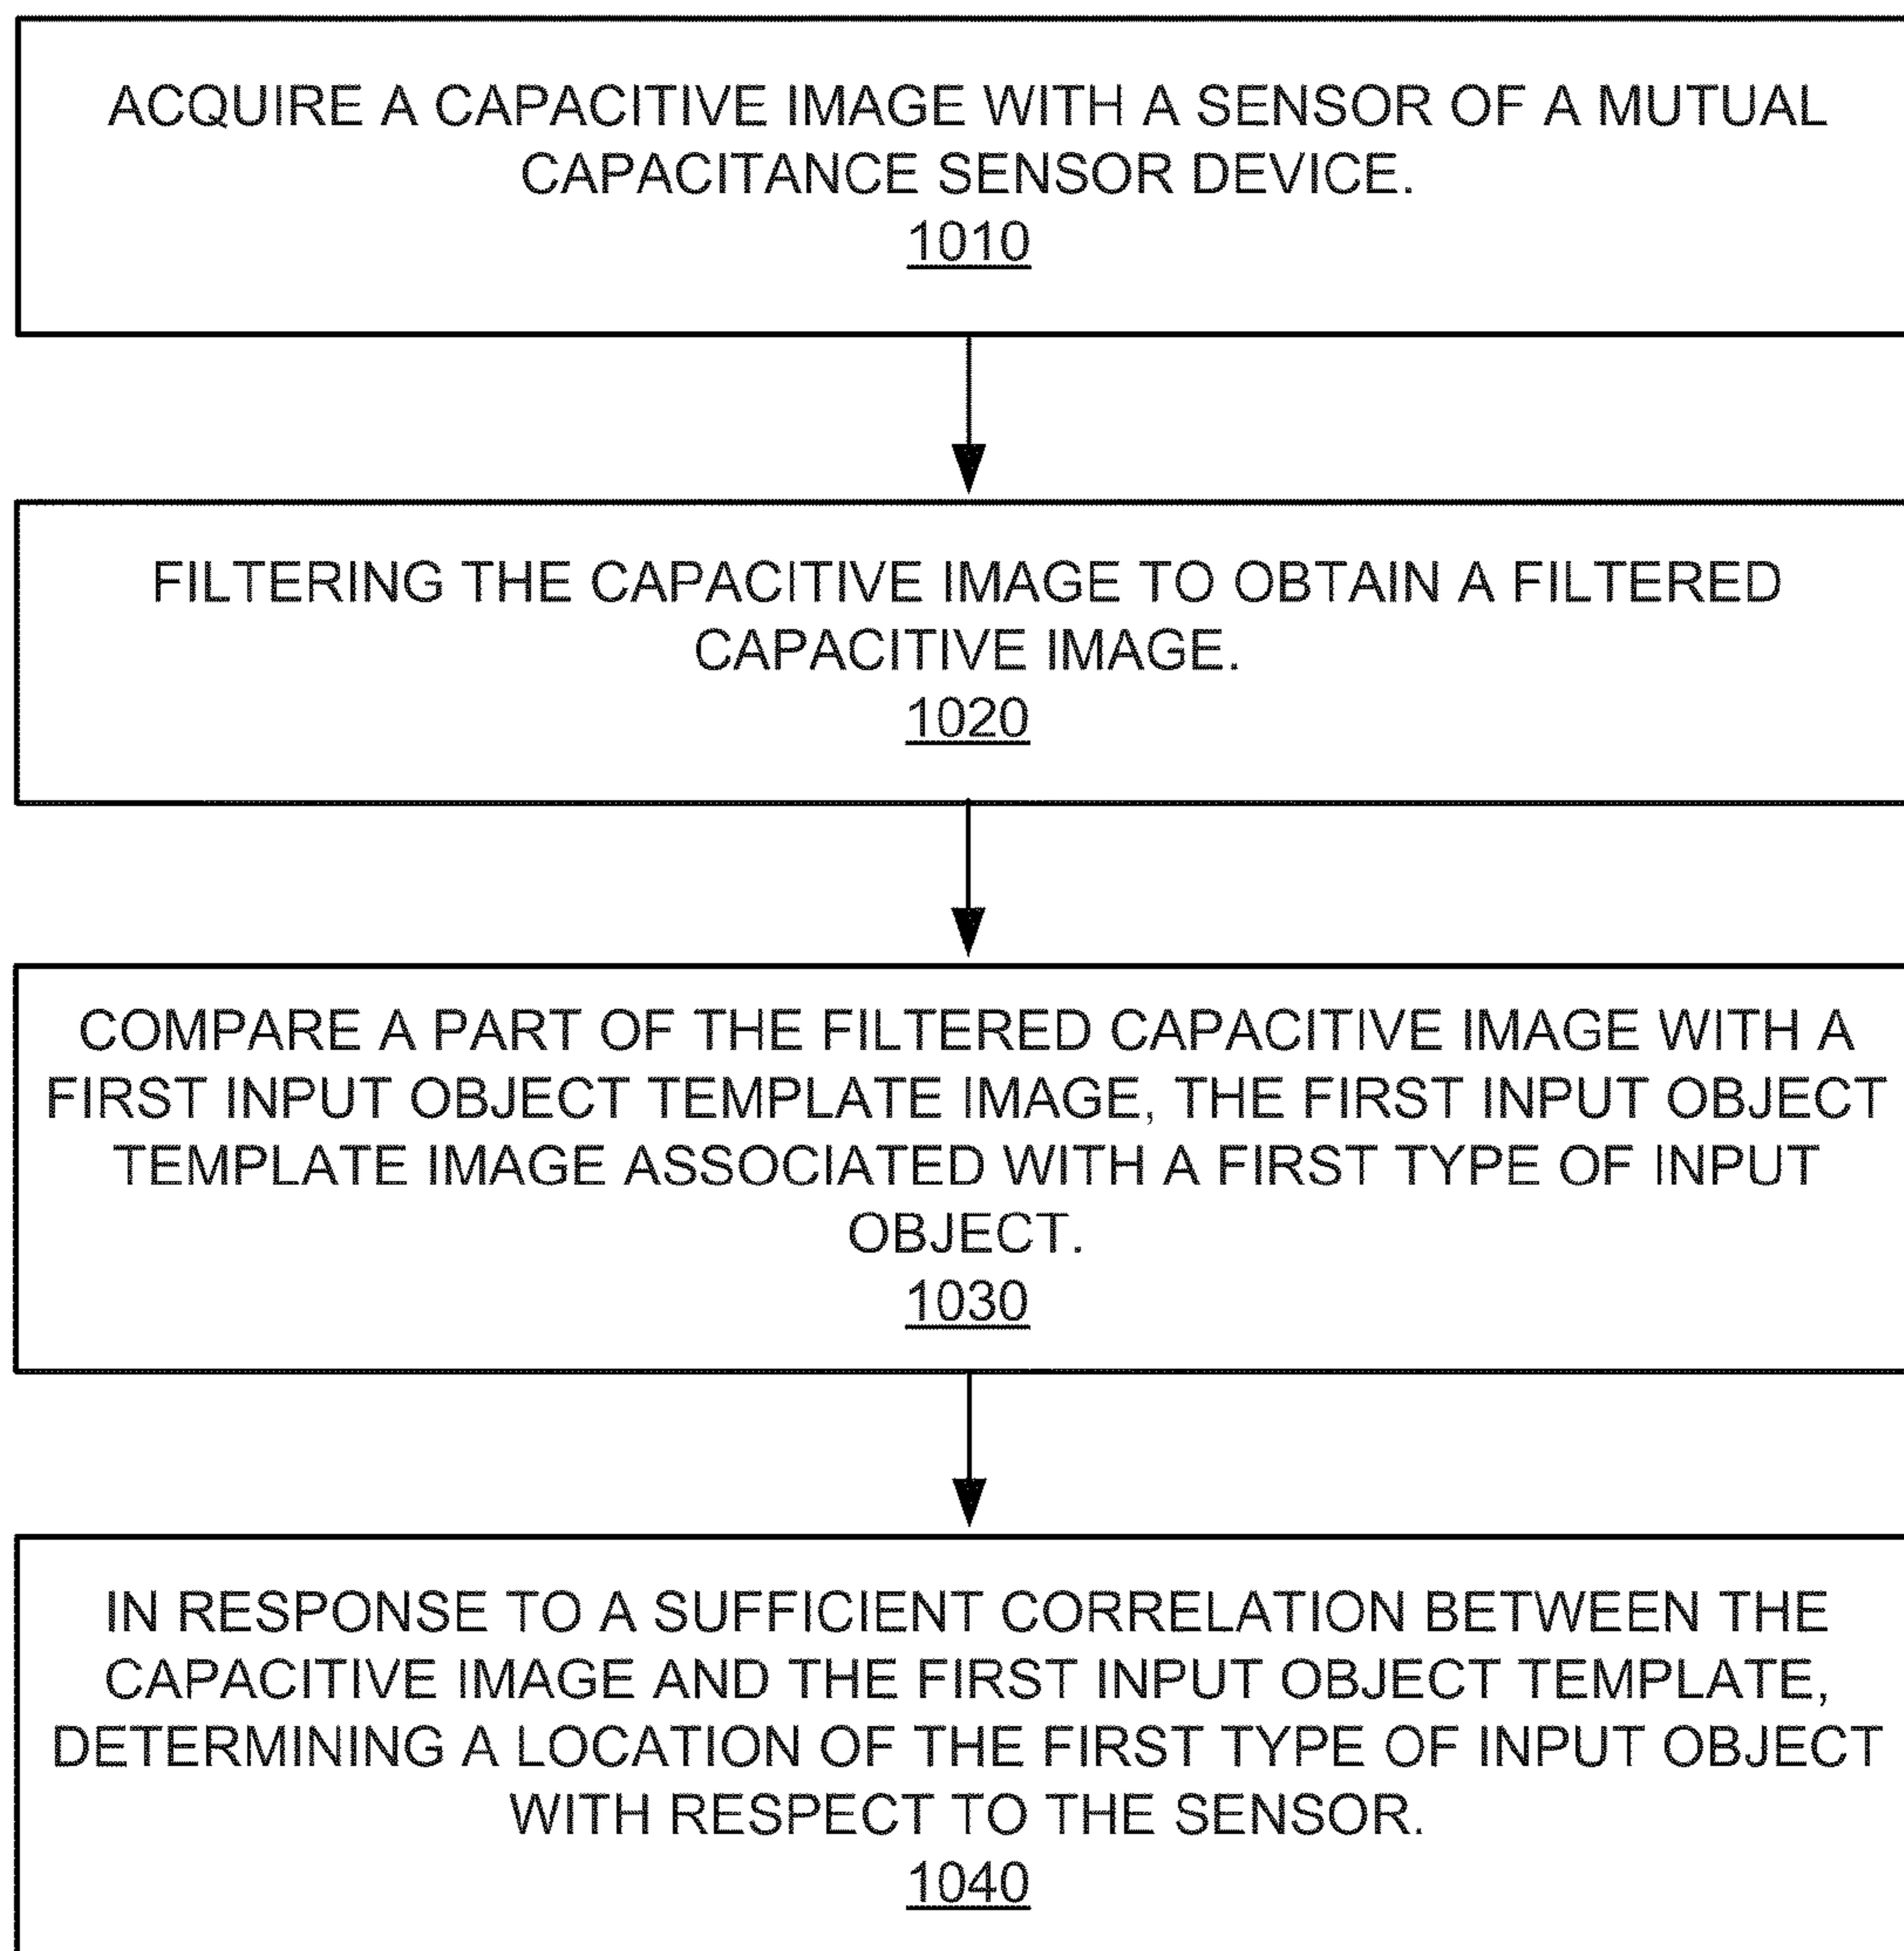 ACQUIRE A CAPACITIVE IMAGE WITH A SENSOR OF A MUTUAL
CAPACITANCE SENSOR DEVICE.
1010
FILTERING THE CAPACITIVE IMAGE TO OBTAIN A FILTERED
CAPACITIVE IMAGE.
1020
COMPARE A PART OF THE FILTERED CAPACITIVE IMAGE WITH A
FIRST INPUT OBJECT TEMPLATE IMAGE, THE FIRST INPUT OBJECT
TEMPLATE IMAGE ASSOCIATED WITH A FIRST TYPE OF INPUT
OBJECT.
1030
IN RESPONSE TO A SUFFICIENT CORRELATION BETWEEN THE
CAPACITIVE IMAGE AND THE FIRST INPUT OBJECT TEMPLATE,
DETERMINING A LOCATION OF THE FIRST TYPE OF INPUT OBJECT
WITH RESPECT TO THE SENSOR.
1040